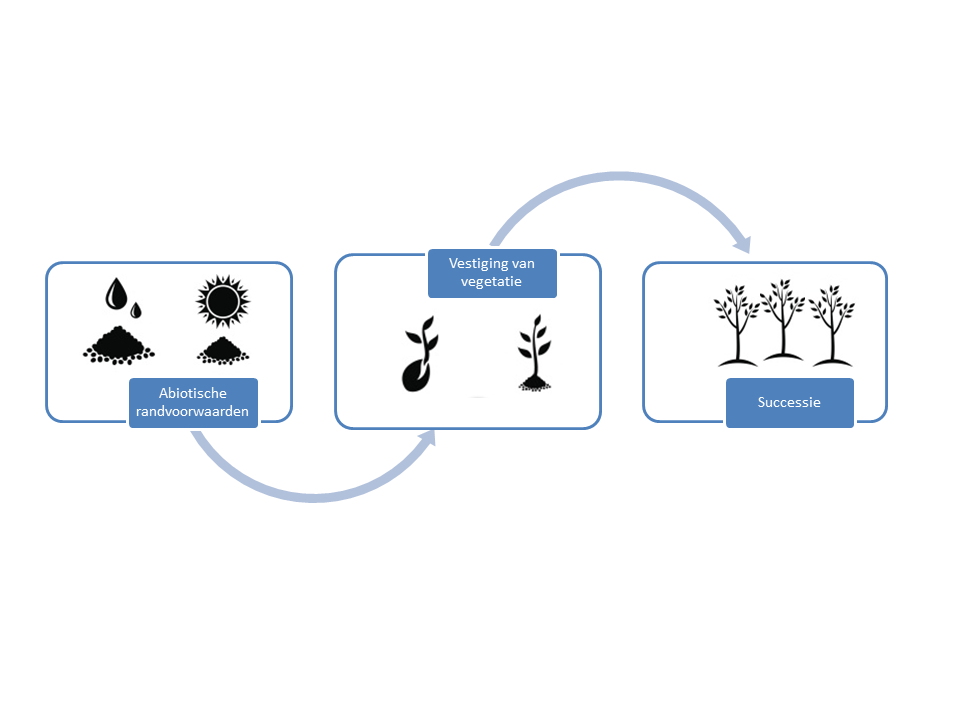 Abiotische
randvoorwaarden
Vestiging van
vegetatie
Successie